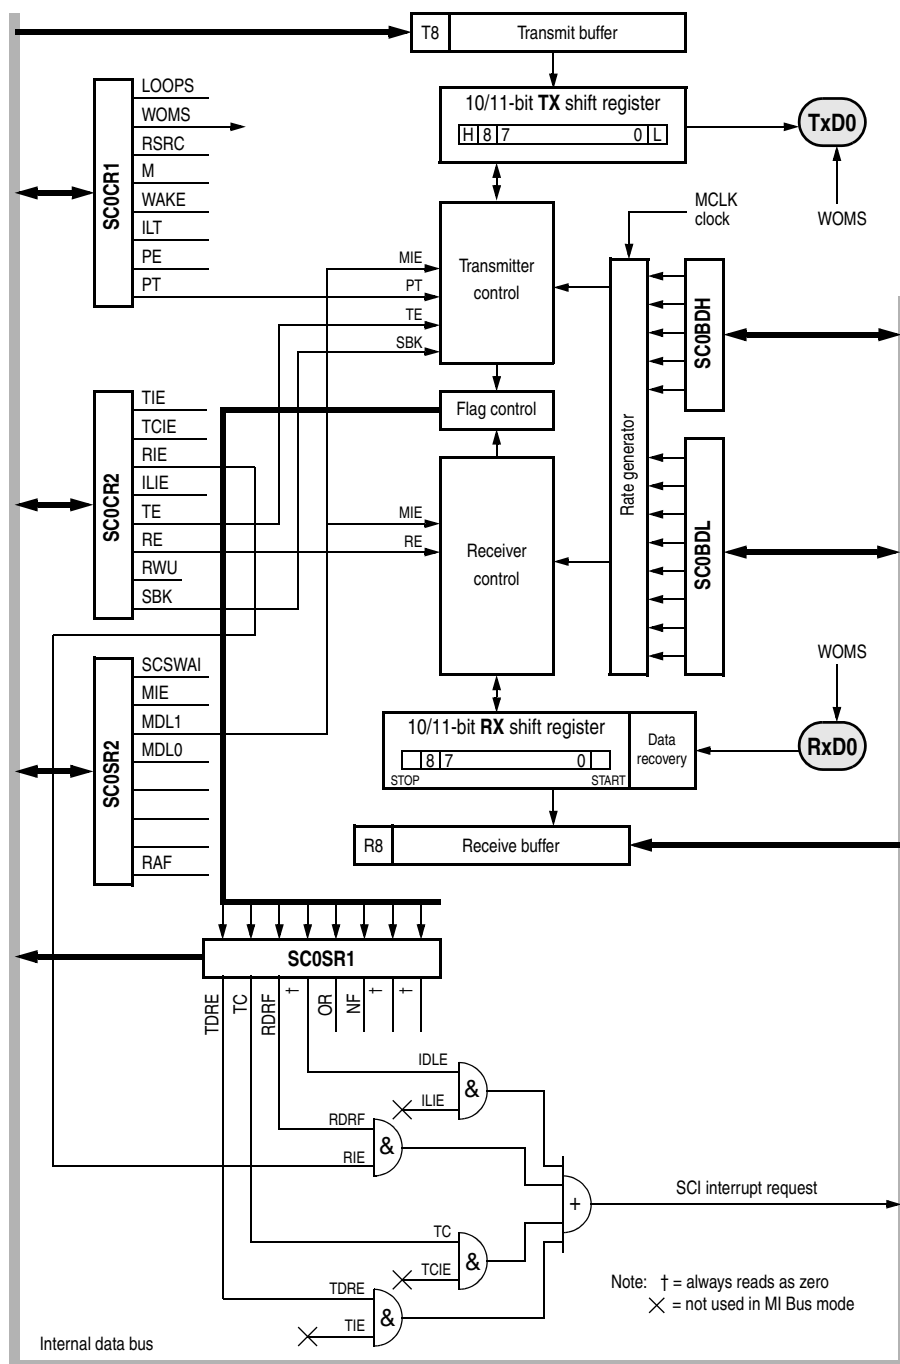 T8 Transmit buffer
10/11-bit TX shift register
H 8 7 0 L
TxD0
WOMS
MCLK
clock
SC0CR1
LOOPS
WOMS
RSRC
M
WAKE
ILT
PE
PT
MIE
PT
TE
SBK
Transmitter
control
Rate generator
SC0BDH
Flag control
SC0CR2
TIE
TCIE
RIE
ILIE
TE
RE
RWU
SBK
MIE
RE
Receiver
control
SC0BDL
SC0SR2
SCSWAI
MIE
MDL1
MDL0
RAF
WOMS
RxD0
10/11-bit RX shift register
8 7 0
STOP START
Data
recovery
R8 Receive buffer
SC0SR1
TDRE
TC
RDRF
†
OR
NF
†
†
IDLE
ILIE
&
RDRF
RIE
&
SCI interrupt request
+
TC
TCIE
&
TDRE
TIE
&
Note: † = always reads as zero
= not used in MI Bus mode
Internal data bus